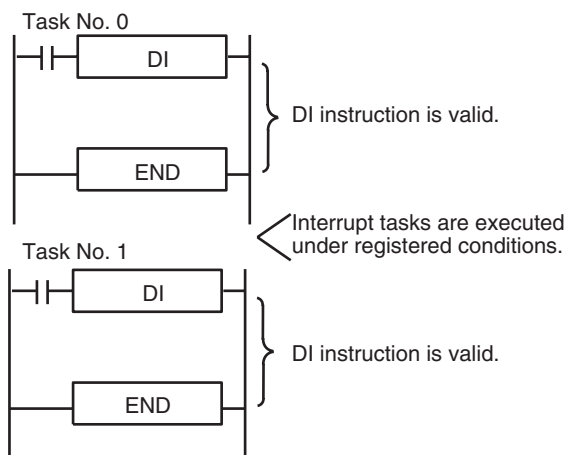 Task No. 0
DI
DI instruction is valid.
END
Interrupt tasks are executed
under registered conditions.
Task No. 1
DI
DI instruction is valid.
END